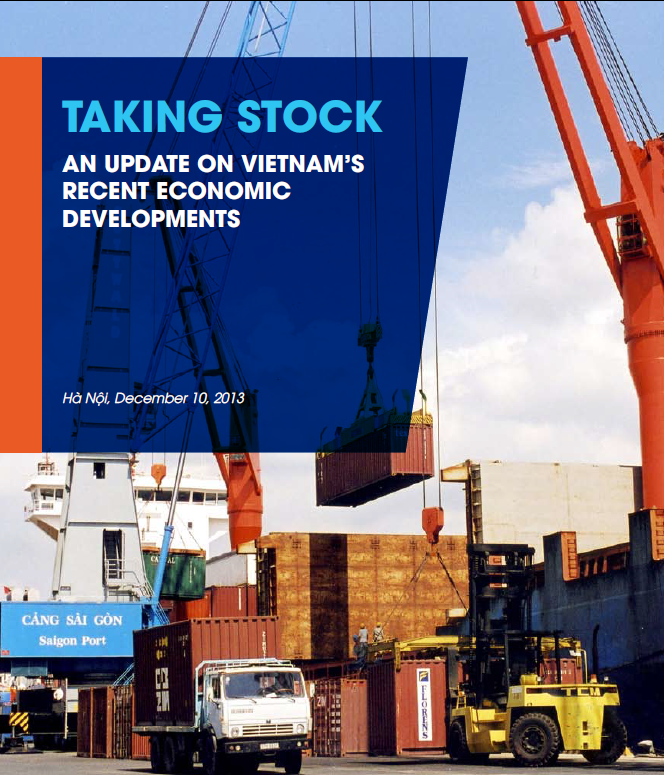 TAKING STOCK
AN UPDATE ON VIETNAM'S
RECENT ECONOMIC
DEVELOPMENTS
Hà Nội, December 10, 2013
CẢNG SÀI GÒN
Saigon Port
FLORENS